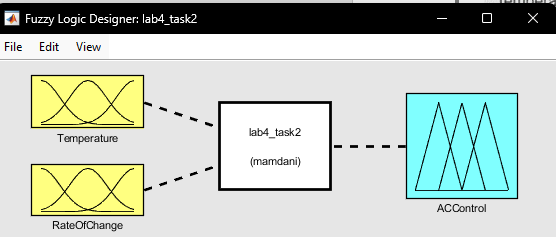 Fuzzy Logic Designer: lab4_task2
File Edit View
Temperature
lab4_task2
(mamdani)
RateOfChange
ACControl